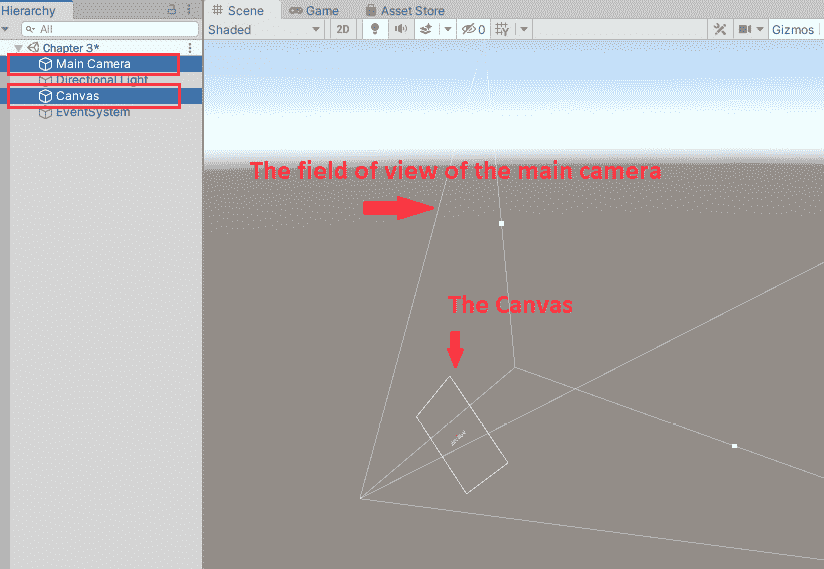 Hierarchy
Scene
Game
Asset Store
All
Shaded
2D
0
Gizmos
Chapter 3*
Main Camera
Directional Light
Canvas
EventSystem
The field of view of the main camera
The Canvas